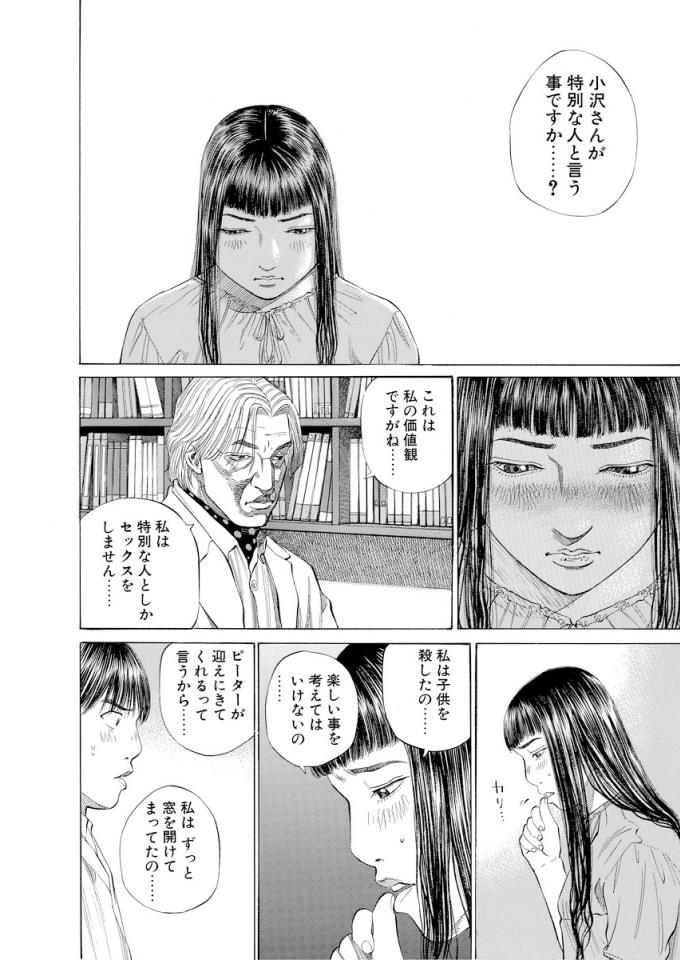 小沢さんが
特別な人と言う
事ですか……?
これは
私の価値観
ですがね……
私は
特別な人としか
セックスを
しません……
カリ…
私は子供を
殺したの……
楽しい事を
考えては
いけないの
ピーターが
迎えにきて
くれるって
言うから……
私は ずっと
窓を開けて
まってたの……